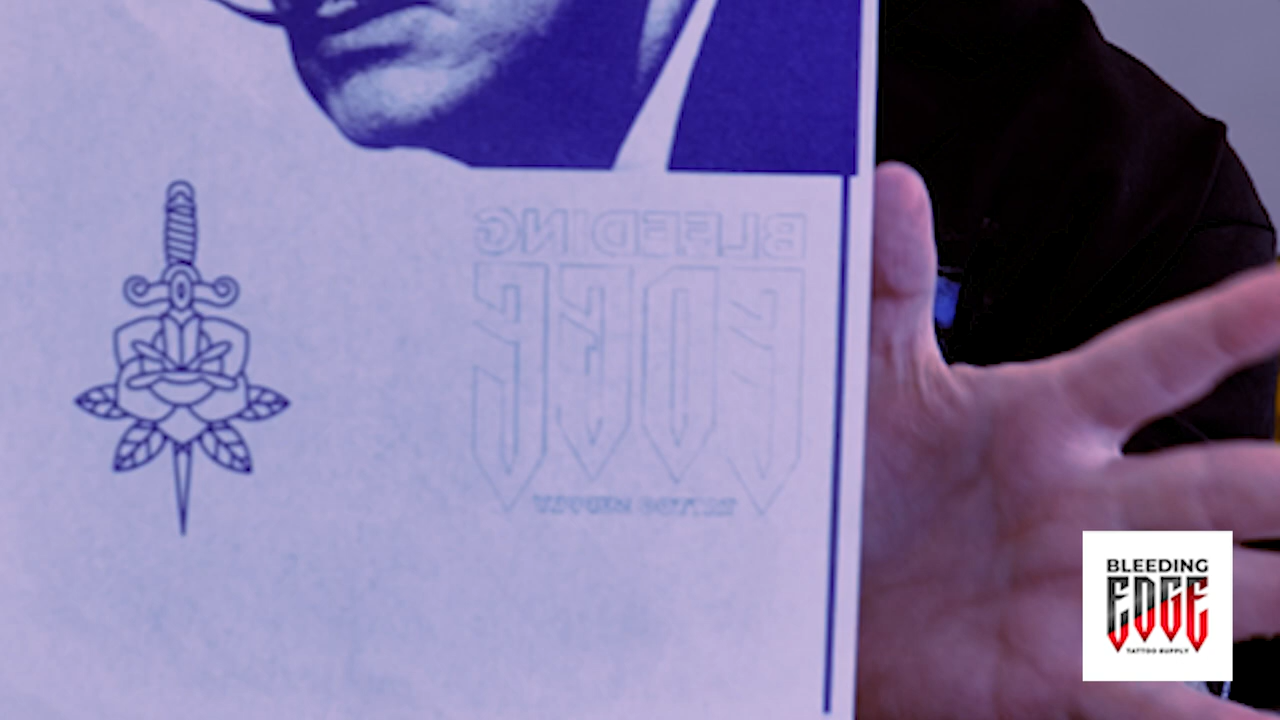 BLEEDING
EDGE
TATTOO SUPPLY
BLEEDING
EDGE
TATTOO SUPPLY